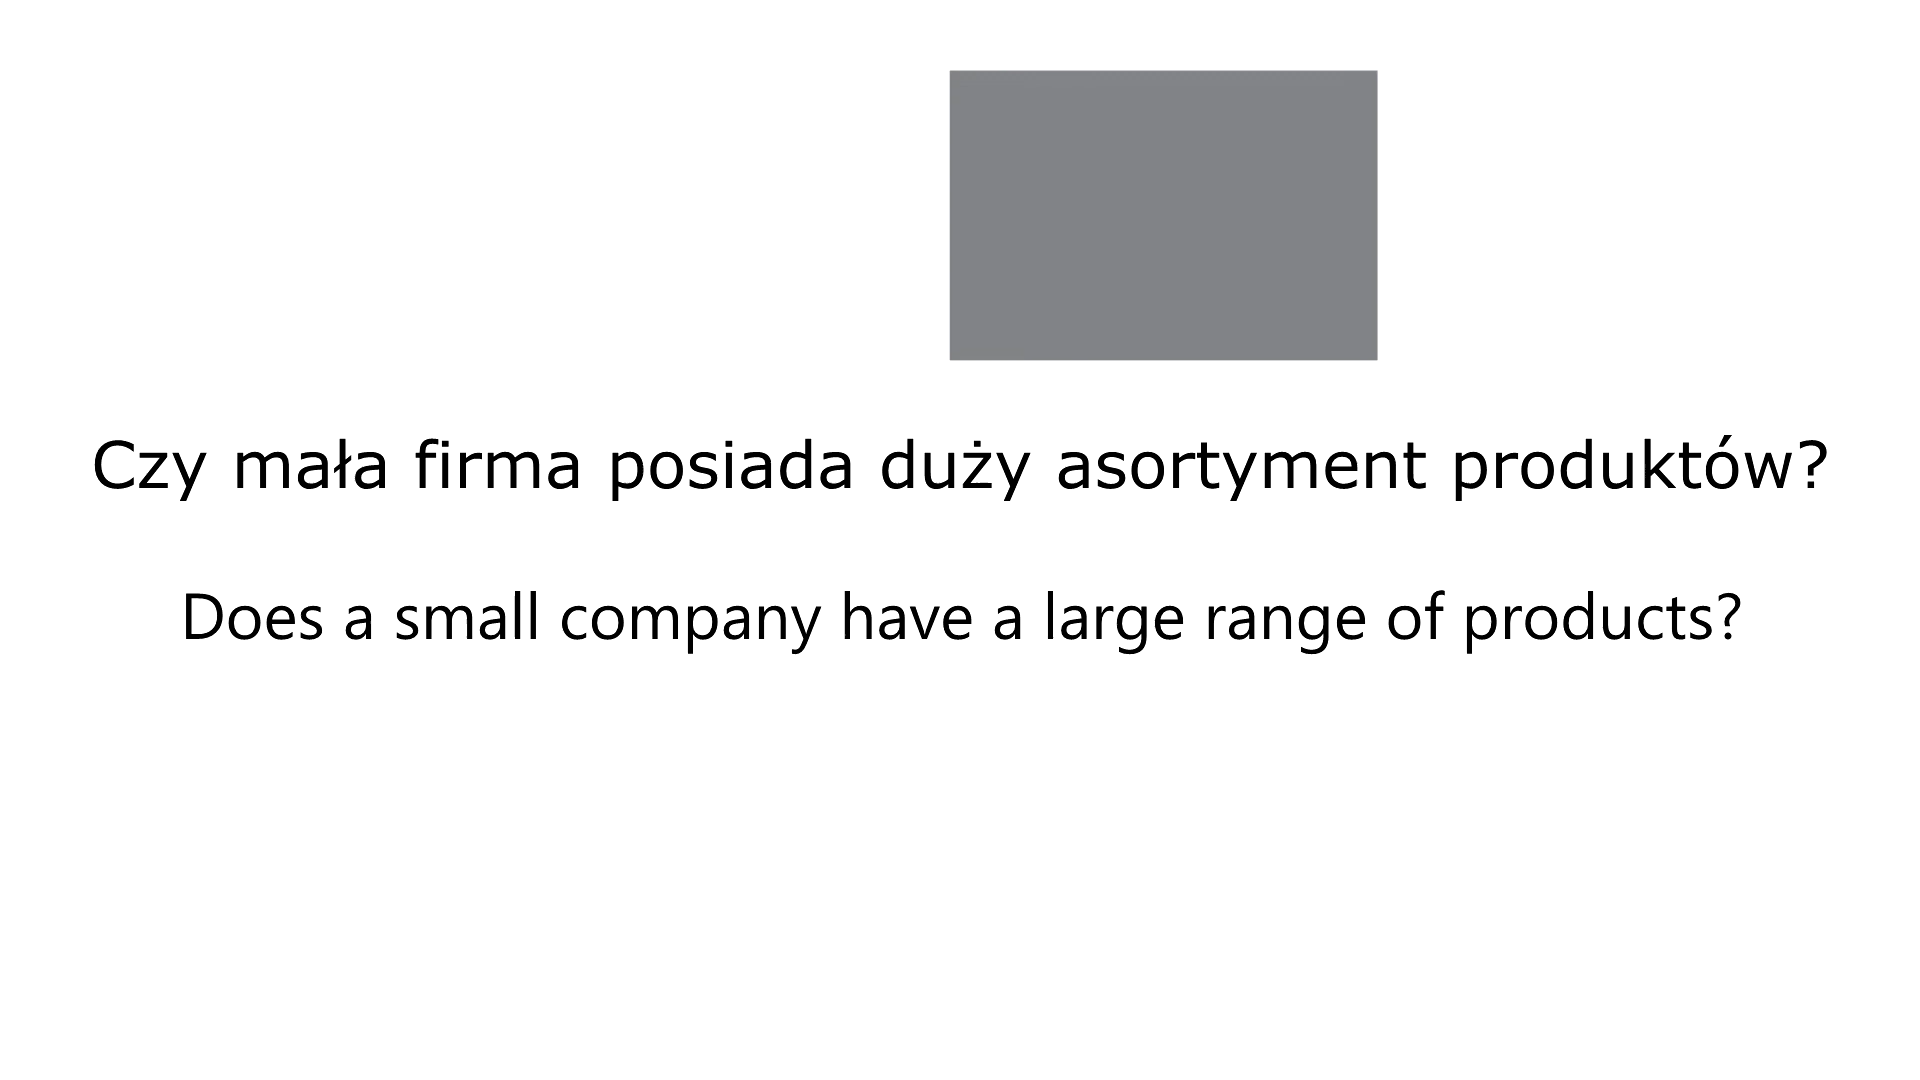 Czy mała firma posiada duży asortyment produktów?
Does a small company have a large range of products?